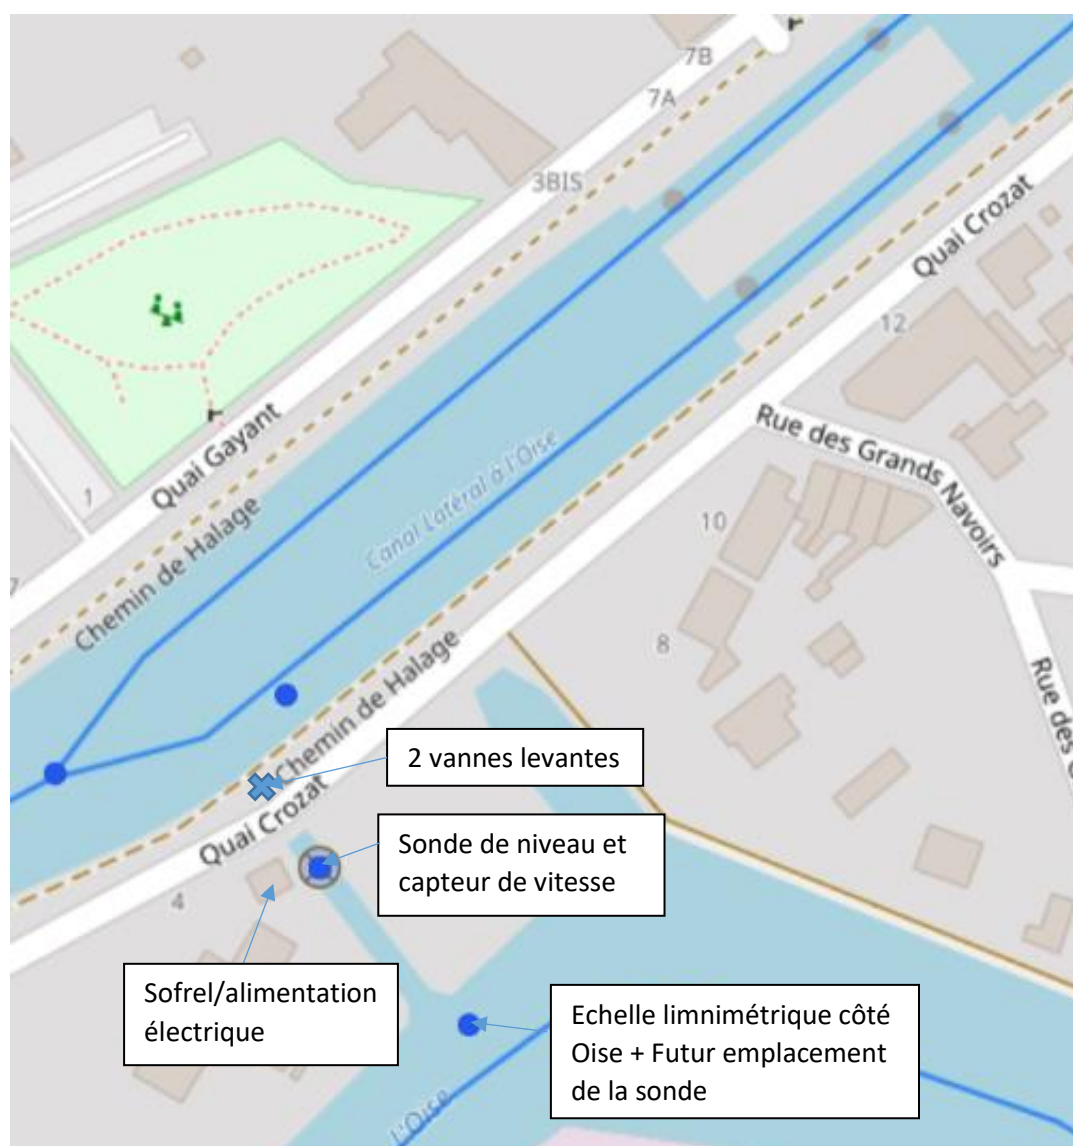 7B
7A
3BIS
Quai Crozat
12
Quai Gayant
Rue des Grands Navoirs
1
Canal Latéral à l'Oise
10
Chemin de Halage
7
8
Chemin de Halage
Rue des
2 vannes levantes
Quai Crozat
Sonde de niveau et
capteur de vitesse
4
Sofrel/alimentation
électrique
Echelle limnimétrique côté
Oise + Futur emplacement
de la sonde
L'Oise